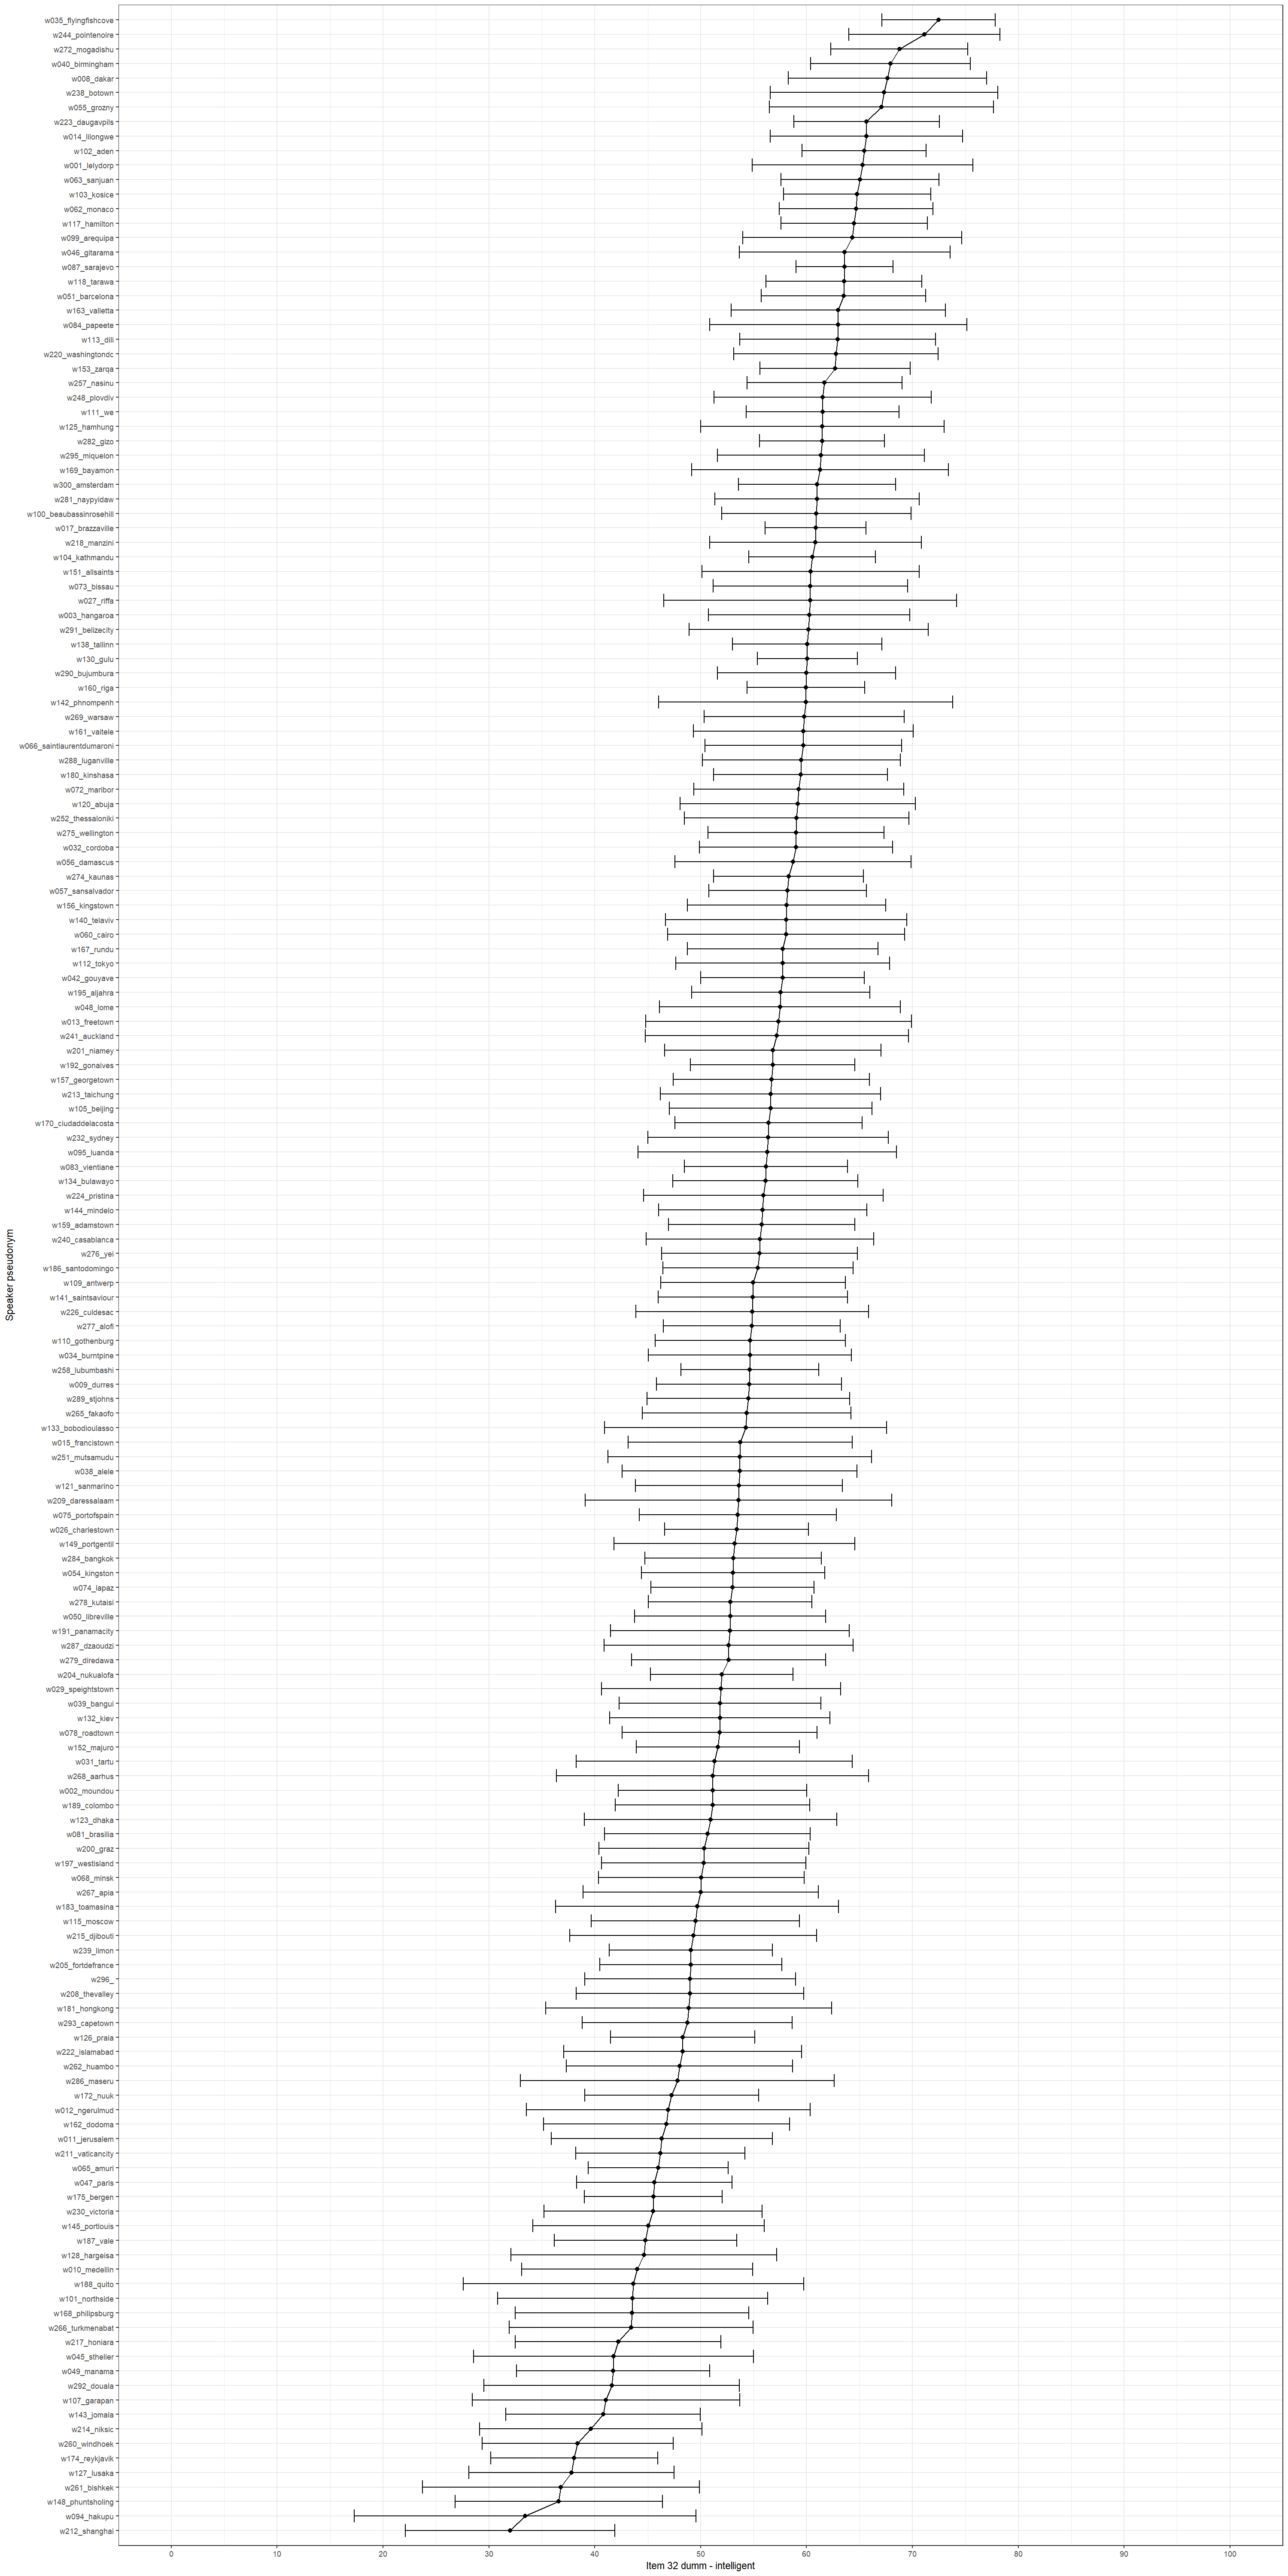 w035_flyingfishcove
w244_pointenoire
w272_mogadishu
w040_birmingham
w008_dakar
w238_botown
w055_grozny
w223_daugavpils
w014_lilongwe
w102_aden
w001_lelydorp
w063_sanjuan
w103_kosice
w062_monaco
w117_hamilton
w099_arequipa
w046_gitarama
w087_sarajevo
w118_tarawa
w051_barcelona
w163_valletta
w084_papeete
w113_dili
w220_washingtondc
w153_zarqa
w257_nasinu
w248_plovdiv
w111_we
w125_hamhung
w282_gizo
w295_miquelon
w169_bayamon
w300_amsterdam
w281_naypyidaw
w100_beaubassinrosehill
w017_brazzaville
w218_manzini
w104_kathmandu
w151_allsaints
w073_bissau
w027_riffa
w003_hangaroa
w291_belizecity
w138_tallinn
w130_gulu
w290_bujumbura
w160_riga
w142_phnompenh
w269_warsaw
w161_vaitele
w066_saintlaurentdumaroni
w288_luganville
w180_kinshasa
w072_maribor
w120_abuja
w252_thessaloniki
w275_wellington
w032_cordoba
w056_damascus
w274_kaunas
w057_sansalvador
w156_kingstown
w140_telaviv
w060_cairo
w167_rundu
w112_tokyo
w042_gouyave
w195_aljahra
w048_lome
w013_freetown
w241_auckland
w201_niamey
w192_gonaives
w157_georgetown
w213_taichung
w105_beijing
w170_ciudaddelacosta
w232_sydney
w095_luanda
w083_vientiane
w134_bulawayo
w224_pristina
w144_mindelo
w159_adamstown
w240_casablanca
w276_yei
w186_santodomingo
w109_antwerp
w141_saintsaviour
w226_culdesac
w277_alofi
w110_gothenburg
w034_burntpine
w258_lubumbashi
w009_durres
w289_stjohns
w265_fakaofo
w133_bobodioulasso
w015_francistown
w251_mutsamudu
w038_alele
w121_sanmarino
w209_daressalaam
w075_portofspain
w026_charlestown
w149_portgentil
w284_bangkok
w054_kingston
w074_lapaz
w278_kutaisi
w050_libreville
w191_panamacity
w287_dzaoudzi
w279_diredawa
w204_nukualofa
w029_speightstown
w039_bangui
w132_kiev
w078_roadtown
w152_majuro
w031_tartu
w268_aarhus
w002_moundou
w189_colombo
w123_dhaka
w081_brasilia
w200_graz
w197_westisland
w068_minsk
w267_apia
w183_toamasina
w115_moscow
w215_djibouti
w239_limon
w205_fortdefrance
w296_
w208_thevalley
w181_hongkong
w293_capetown
w126_praia
w222_islamabad
w262_huambo
w286_maseru
w172_nuuk
w012_ngerulmud
w162_dodoma
w011_jerusalem
w211_vaticancity
w065_amuri
w047_paris
w175_bergen
w230_victoria
w145_portlouis
w187_vale
w128_hargeisa
w010_medellin
w188_quito
w101_northside
w168_philipsburg
w266_turkmenabat
w217_honiara
w045_sthelier
w049_manama
w292_douala
w107_garapan
w143_jomala
w214_niksic
w260_windhoek
w174_reykjavik
w127_lusaka
w261_bishkek
w148_phuntsholing
w094_hakupu
w212_shanghai
Speaker pseudonym
0 10 20 30 40 50 60 70 80 90 100
Item 32 dumm - intelligent